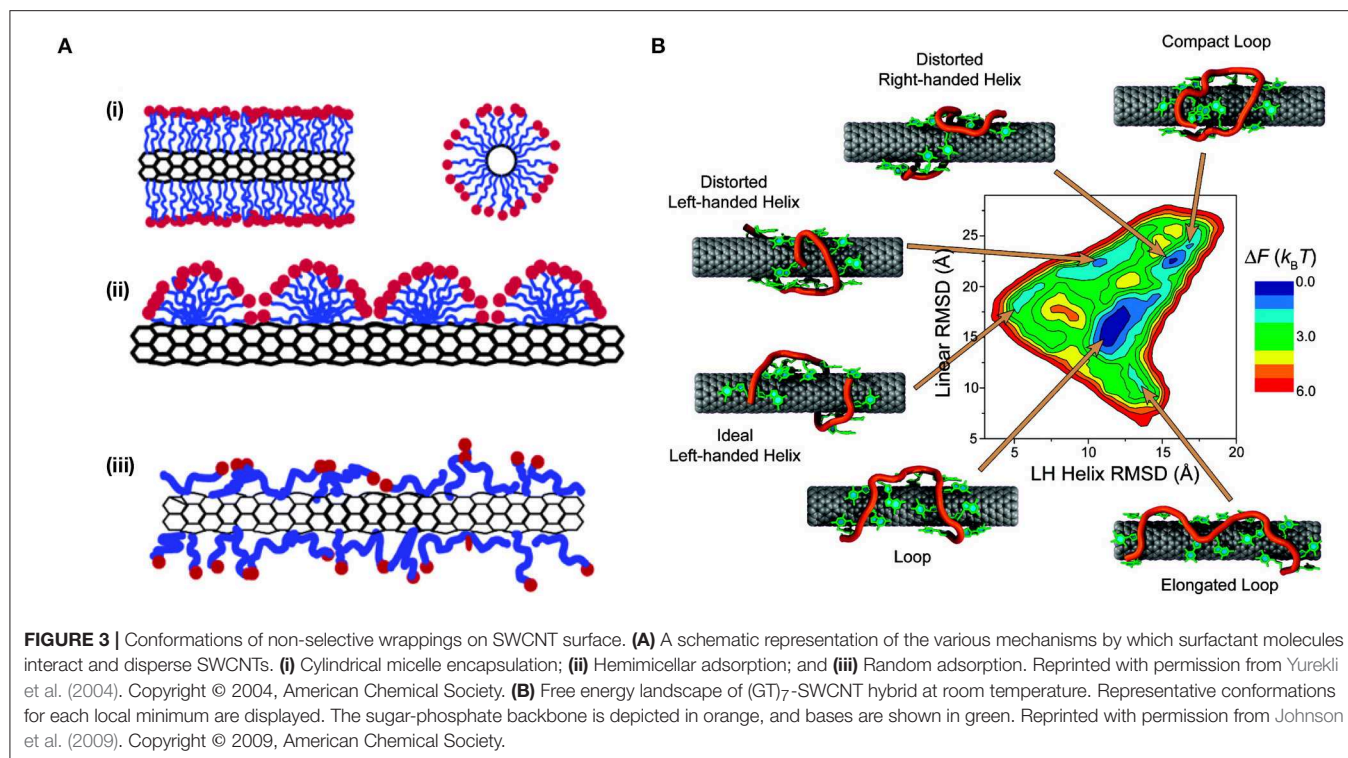 A
(i)
(ii)
(iii)
B
Compact Loop
Distorted
Right-handed Helix
Distorted
Left-handed Helix
Ideal
Left-handed Helix
Loop
Elongated Loop
Linear RMSD (Å)
25
20
15
10
5
5 10 15 20
LH Helix RMSD (Å)
ΔF (k_BT)
0.0
3.0
6.0
FIGURE 3 | Conformations of non-selective wrappings on SWCNT surface. (A) A schematic representation of the various mechanisms by which surfactant molecules
interact and disperse SWCNTs. (i) Cylindrical micelle encapsulation; (ii) Hemimicellar adsorption; and (iii) Random adsorption. Reprinted with permission from Yurekli
et al. (2004). Copyright © 2004, American Chemical Society. (B) Free energy landscape of (GT)₇-SWCNT hybrid at room temperature. Representative conformations
for each local minimum are displayed. The sugar-phosphate backbone is depicted in orange, and bases are shown in green. Reprinted with permission from Johnson
et al. (2009). Copyright © 2009, American Chemical Society.